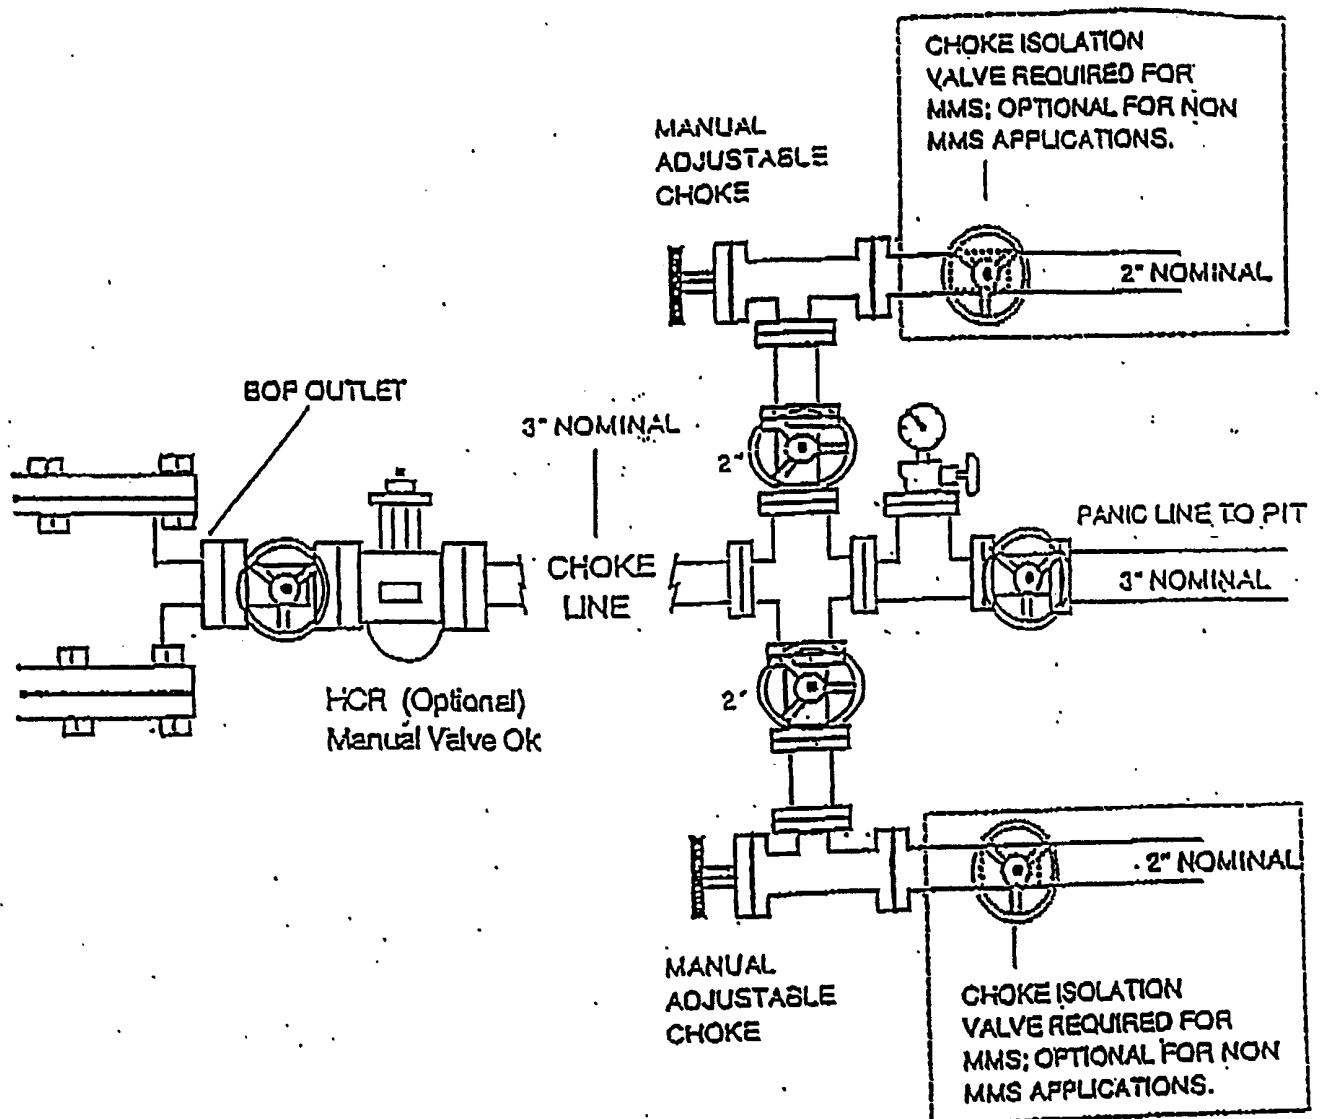 CHOKE ISOLATION
VALVE REQUIRED FOR
MMS; OPTIONAL FOR NON
MMS APPLICATIONS.
MANUAL
ADJUSTABLE
CHOKE
2" NOMINAL
BOP OUTLET
3" NOMINAL
2"
PANIC LINE TO PIT
CHOKE
LINE
3" NOMINAL
2"
HCR (Optional)
Manual Valve Ok
2" NOMINAL
MANUAL
ADJUSTABLE
CHOKE
CHOKE ISOLATION
VALVE REQUIRED FOR
MMS; OPTIONAL FOR NON
MMS APPLICATIONS.